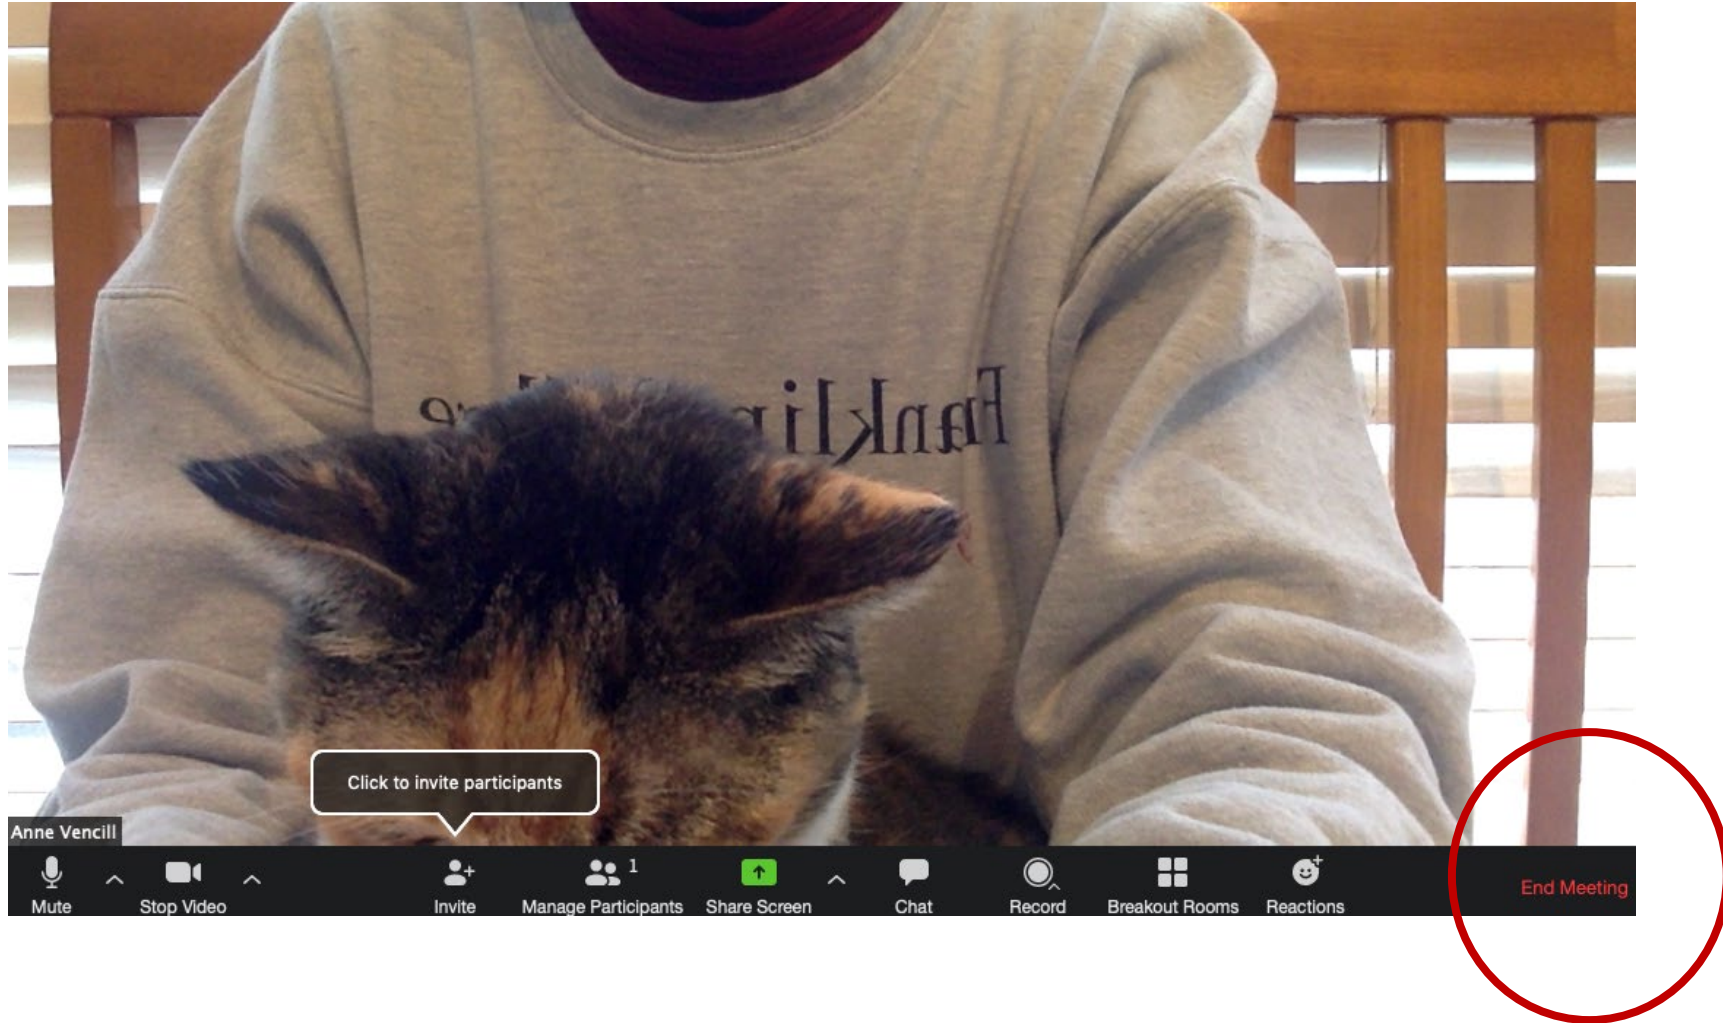 Franklin
Click to invite participants
Anne Vencill
1
Mute
Stop Video
Invite
Manage Participants
Share Screen
Chat
Record
Breakout Rooms
Reactions
End Meeting